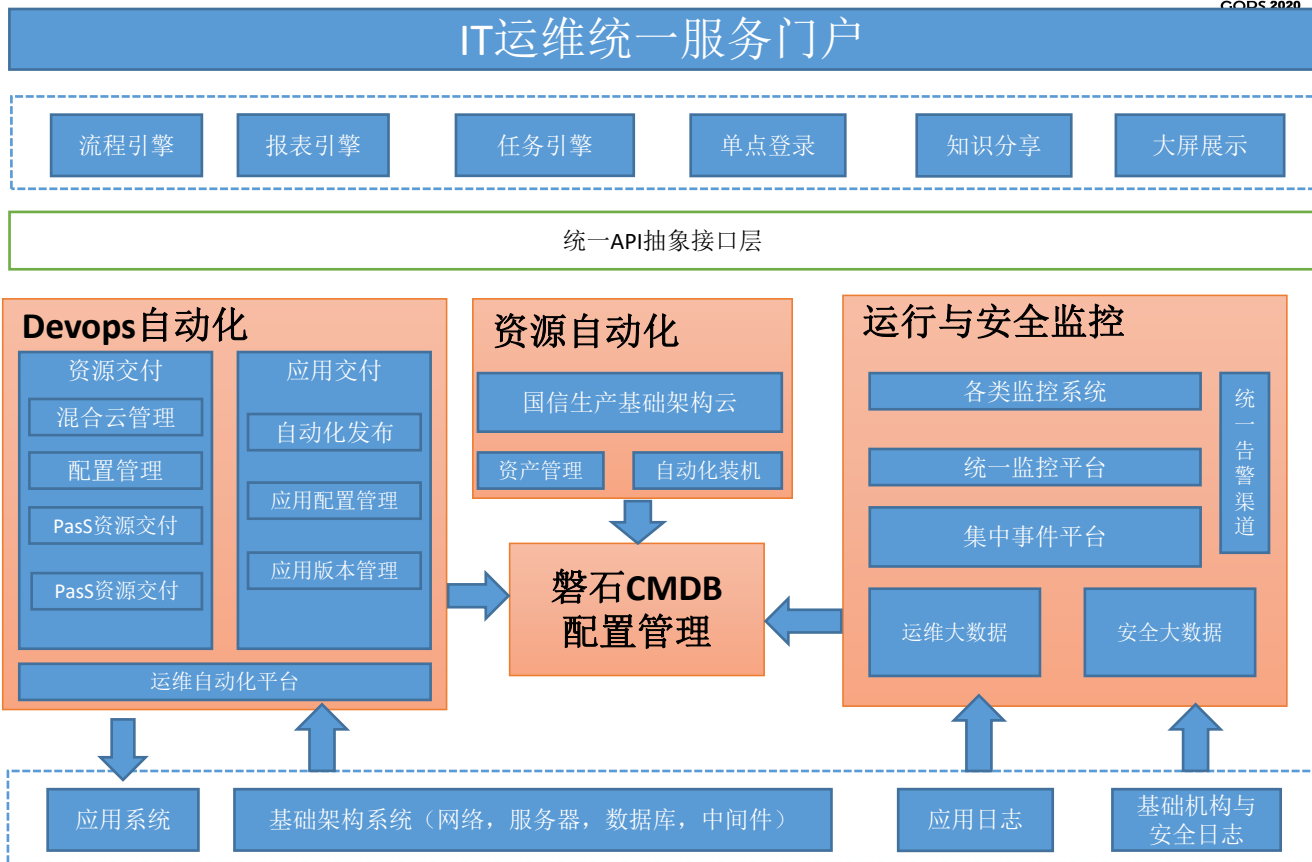 GOPS 2020
IT运维统一服务门户
流程引擎
报表引擎
任务引擎
单点登录
知识分享
大屏展示
统一API抽象接口层
Devops自动化
资源交付
混合云管理
配置管理
PasS资源交付
PasS资源交付
应用交付
自动化发布
应用配置管理
应用版本管理
运维自动化平台
资源自动化
国信生产基础架构云
资产管理
自动化装机
磐石CMDB
配置管理
运行与安全监控
各类监控系统
统一监控平台
集中事件平台
统一告警渠道
运维大数据
安全大数据
应用系统
基础架构系统（网络，服务器，数据库，中间件）
应用日志
基础机构与
安全日志